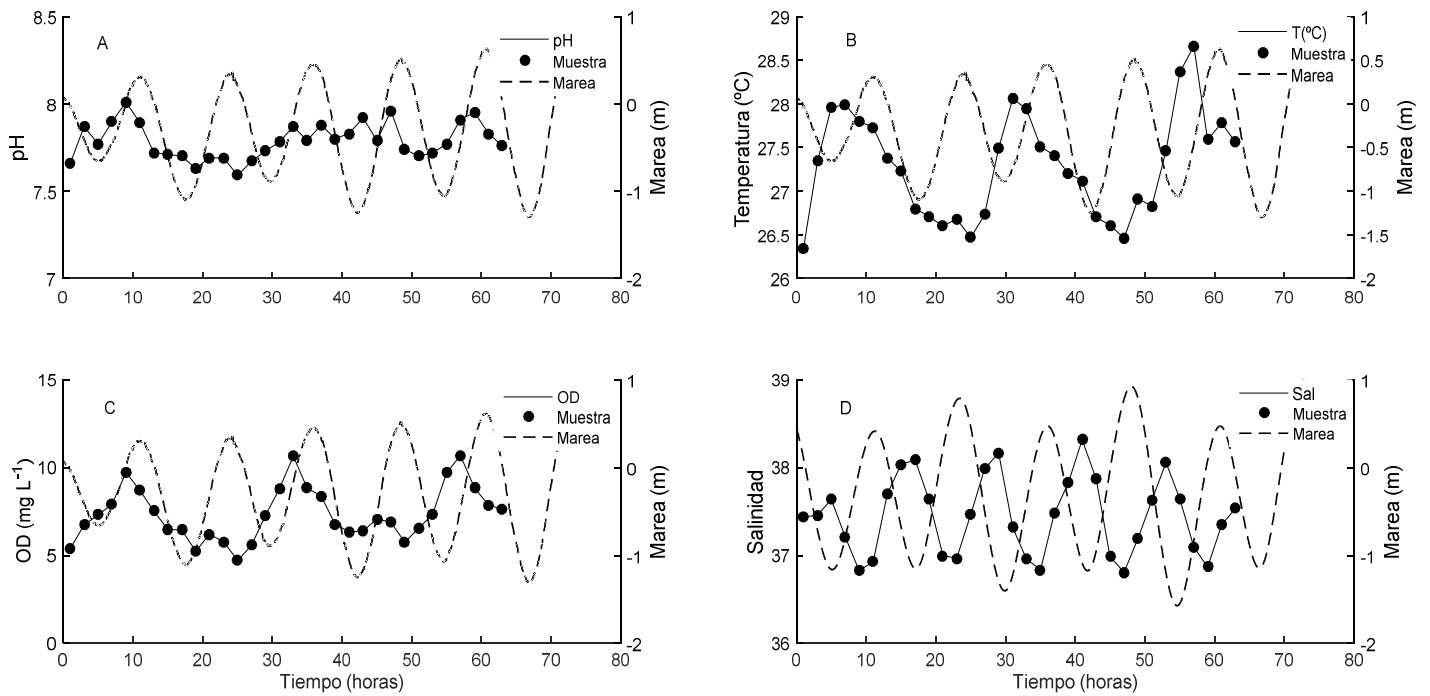 A
pH
Muestra
Marea
8.5
8
7.5
7
pH
1
0
-1
-2
Marea (m)
0 10 20 30 40 50 60 70 80
B
T(ºC)
Muestra
Marea
29
28.5
28
27.5
27
26.5
26
Temperatura (ºC)
1
0.5
0
-0.5
-1
-1.5
-2
Marea (m)
0 10 20 30 40 50 60 70 80
C
OD
Muestra
Marea
15
10
5
0
OD (mg L-1)
1
0
-1
-2
Marea (m)
0 10 20 30 40 50 60 70 80
Tiempo (horas)
D
Sal
Muestra
Marea
39
38
37
36
Salinidad
1
0
-1
-2
Marea (m)
0 10 20 30 40 50 60 70 80
Tiempo (horas)